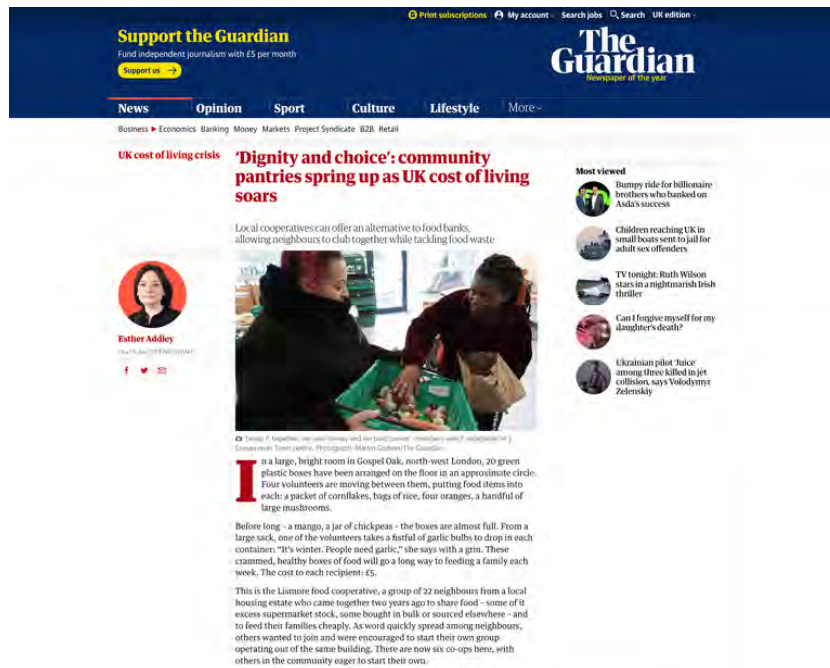 Print subscriptions My account Search jobs Search UK edition
Support the Guardian
Fund independent journalism with £5 per month
Support us →
The
Guardian
Newspaper of the year
News Opinion Sport Culture Lifestyle More
Business Economics Banking Money Markets Project Syndicate B2B Retail
UK cost of living crisis
'Dignity and choice': community
pantries spring up as UK cost of living
soars
Local cooperatives can offer an alternative to food banks,
allowing neighbours to club together while tackling food waste
Esther Addley
Photograph: Martin Godwin/The Guardian
In a large, bright room in Gospel Oak, north-west London, 20 green
plastic boxes have been arranged on the floor in an approximate circle.
Four volunteers are moving between them, putting food items into
each: a packet of cornflakes, bags of rice, four oranges, a handful of
large mushrooms.
Before long – a mango, a jar of chickpeas – the boxes are almost full. From a
large sack, one of the volunteers takes a fistful of garlic bulbs to drop in each
container: "It's winter. People need garlic," she says with a grin. These
crammed, healthy boxes of food will go a long way to feeding a family each
week. The cost to each recipient: £5.
This is the Lismore food cooperative, a group of 22 neighbours from a local
housing estate who came together two years ago to share food – some of it
excess supermarket stock, some bought in bulk or sourced elsewhere – and
to feed their families cheaply. As word quickly spread among neighbours,
others wanted to join and were encouraged to start their own group
operating out of the same building. There are now six co-ops here, with
others in the community eager to start their own.
Most viewed
Bumpy ride for billionaire
brothers who banked on
Asda's success
Children reaching UK in
small boats sent to jail for
adult sex offenders
TV tonight: Ruth Wilson
stars in a nightmarish Irish
thriller
Can I forgive myself for my
daughter's death?
Ukrainian pilot 'Juice'
among three killed in jet
collision, says Volodymyr
Zelenskiy